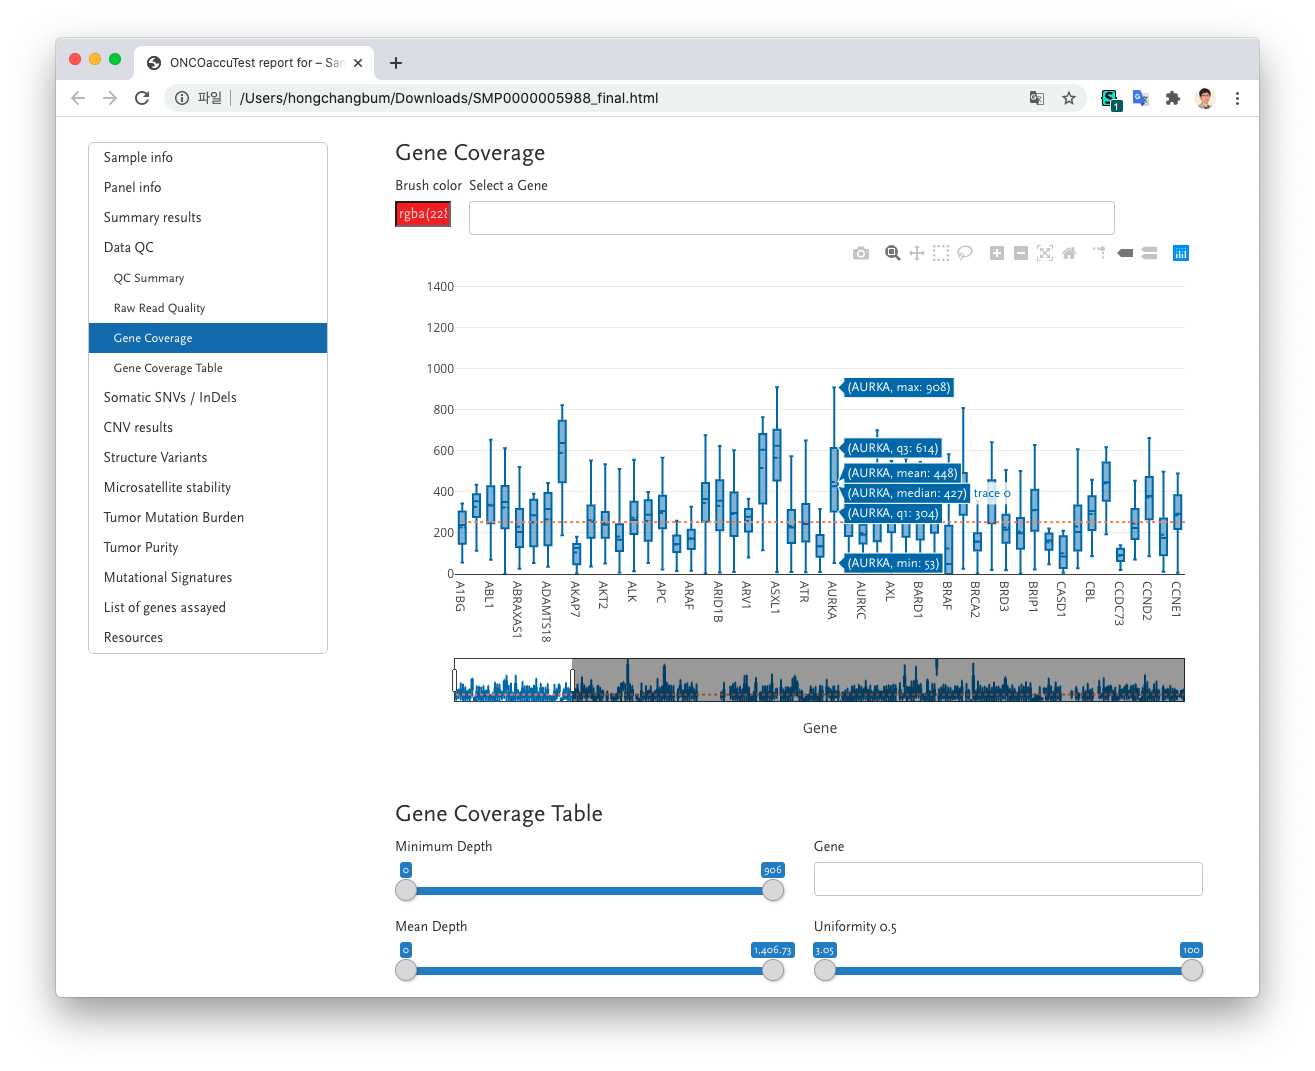 ONCOaccuTest report for – Sam
파일 /Users/hongchangbum/Downloads/SMP0000005988_final.html
1
Sample info
Panel info
Summary results
Data QC
QC Summary
Raw Read Quality
Gene Coverage
Gene Coverage Table
Somatic SNVs / InDels
CNV results
Structure Variants
Microsatellite stability
Tumor Mutation Burden
Tumor Purity
Mutational Signatures
List of genes assayed
Resources
Gene Coverage
Brush color Select a Gene
rgba(228
1400
1200
1000
800
600
400
200
0
(AURKA, max: 908)
(AURKA, q3: 614)
(AURKA, mean: 448)
(AURKA, median: 427) trace 0
(AURKA, q1: 304)
(AURKA, min: 53)
A1BG
ABL1
ABRAXAS1
ADAMTS18
AKAP7
AKT2
ALK
APC
ARAF
ARID1B
ARV1
ASXL1
ATR
AURKA
AURKC
AXL
BARD1
BRAF
BRCA2
BRD3
BRIP1
CASD1
CBL
CCDC73
CCND2
CCNE1
Gene
Gene Coverage Table
Minimum Depth
0 906
Gene
Mean Depth
0 1,406.73
Uniformity 0.5
3.05 100